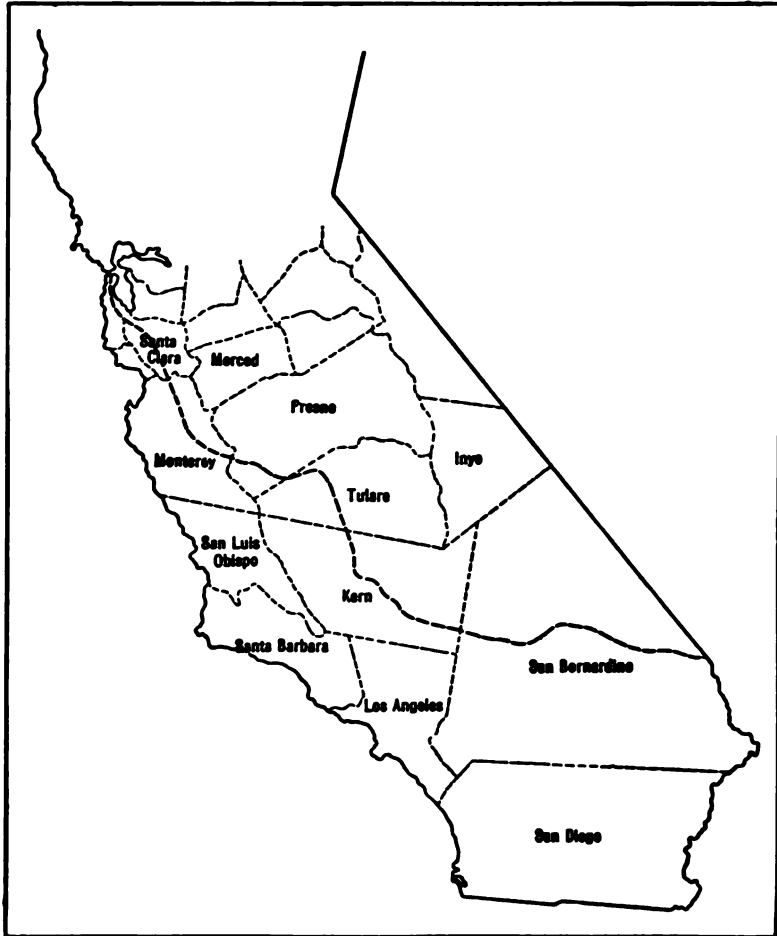 Santa
Clara
Merced
Fresno
Monterey
Inyo
Tulare
San Luis
Obispo
Kern
Santa Barbara
San Bernardino
Los Angeles
San Diego